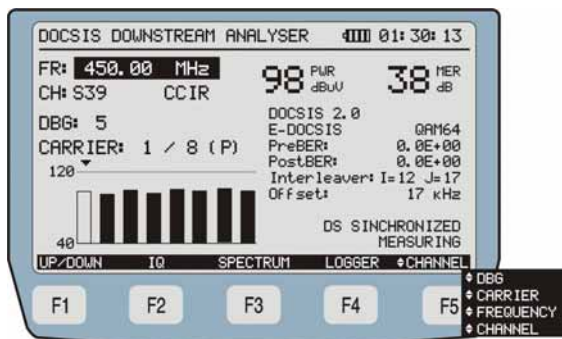 DOCSIS DOWNSTREAM ANALYSER 01:30:13
FR: 450.00 MHz
98 PWR dBuV
38 MER dB
CH: S39 CCIR
DBG: 5
CARRIER: 1 / 8 (P)
DOCSIS 2.0
E-DOCSIS QAM64
PreBER: 0.0E+00
PostBER: 0.0E+00
Interleaver: I=12 J=17
Offset: 17 KHz
120
40
DS SINCHRONIZED
MEASURING
UP/DOWN IQ SPECTRUM LOGGER CHANNEL
F1 F2 F3 F4 F5
DBG
CARRIER
FREQUENCY
CHANNEL